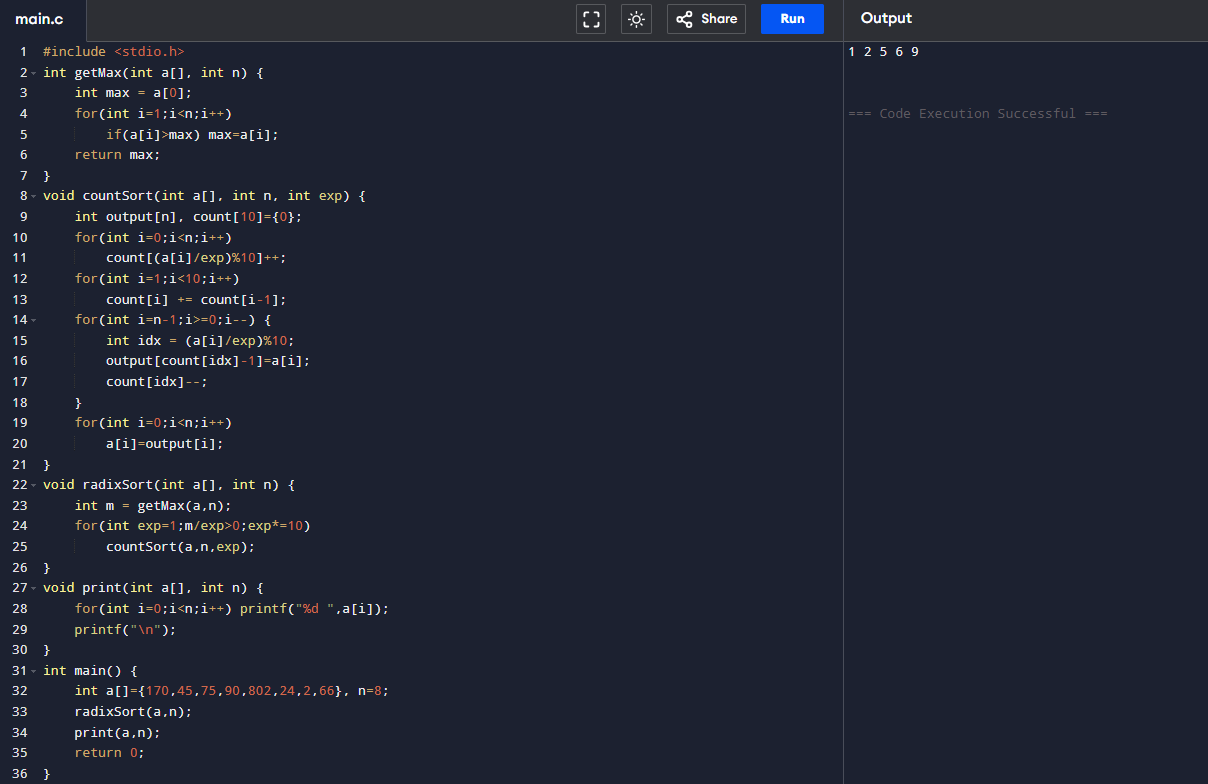 main.c
Share
Run
Output
1 #include <stdio.h>
2 int getMax(int a[], int n) {
3     int max = a[0];
4     for(int i=1;i<n;i++)
5         if(a[i]>max) max=a[i];
6     return max;
7 }
8 void countSort(int a[], int n, int exp) {
9     int output[n], count[10]={0};
10     for(int i=0;i<n;i++)
11         count[(a[i]/exp)%10]++;
12     for(int i=1;i<10;i++)
13         count[i] += count[i-1];
14     for(int i=n-1;i>=0;i--) {
15         int idx = (a[i]/exp)%10;
16         output[count[idx]-1]=a[i];
17         count[idx]--;
18     }
19     for(int i=0;i<n;i++)
20         a[i]=output[i];
21 }
22 void radixSort(int a[], int n) {
23     int m = getMax(a,n);
24     for(int exp=1;m/exp>0;exp*=10)
25         countSort(a,n,exp);
26 }
27 void print(int a[], int n) {
28     for(int i=0;i<n;i++) printf("%d ",a[i]);
29     printf("\n");
30 }
31 int main() {
32     int a[]={170,45,75,90,802,24,2,66}, n=8;
33     radixSort(a,n);
34     print(a,n);
35     return 0;
36 }
1 2 5 6 9
=== Code Execution Successful ===